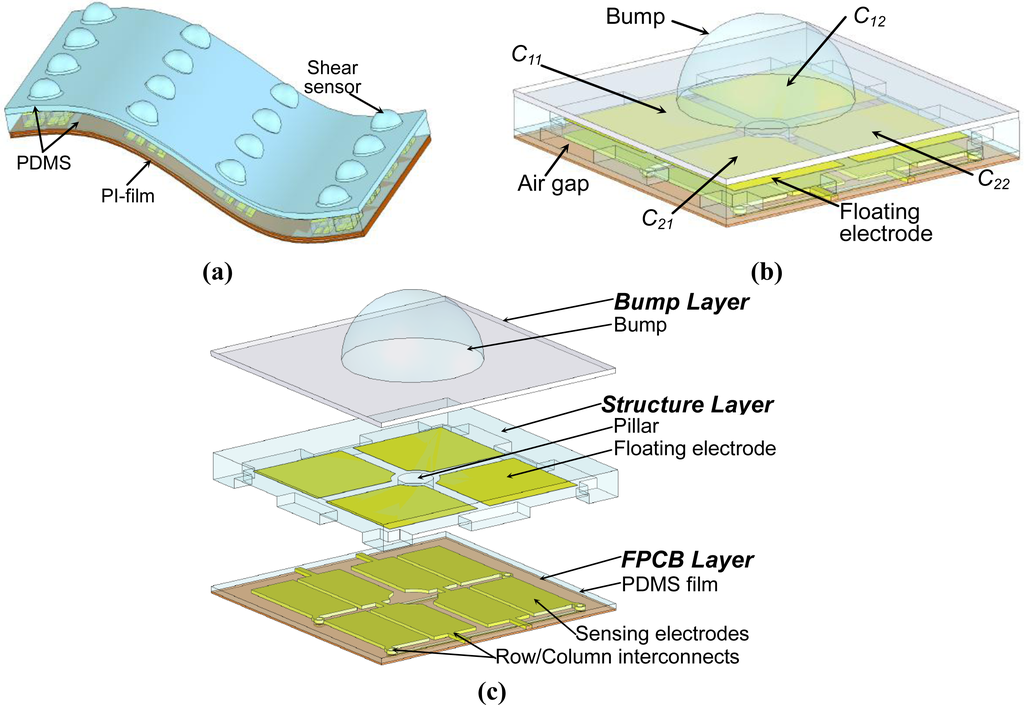 Shear
sensor
PDMS
PI-film
(a)
Bump
C12
C11
Air gap
C21
C22
Floating
electrode
(b)
Bump Layer
Bump
Structure Layer
Pillar
Floating electrode
FPCB Layer
PDMS film
Sensing electrodes
Row/Column interconnects
(c)